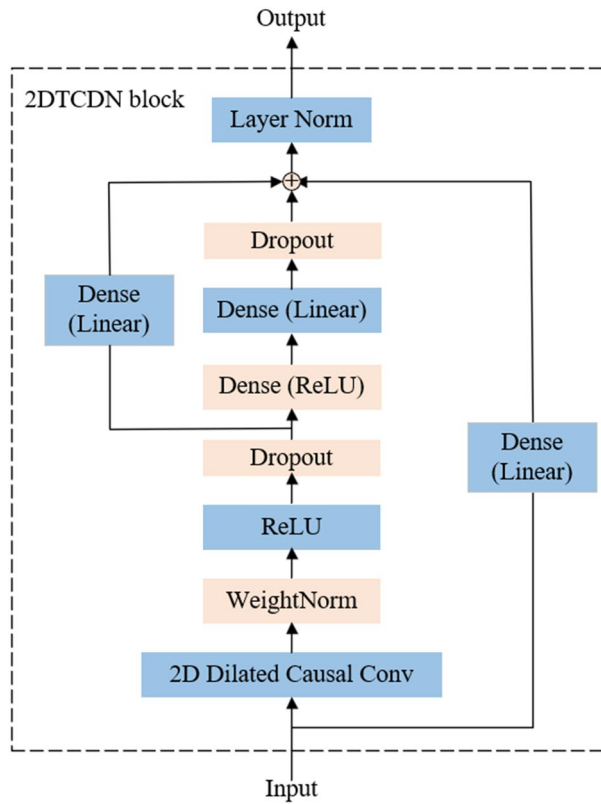 Output
2DTCDN block
Layer Norm
+
Dropout
Dense
(Linear)
Dense (Linear)
Dense (ReLU)
Dropout
Dense
(Linear)
ReLU
WeightNorm
2D Dilated Causal Conv
Input